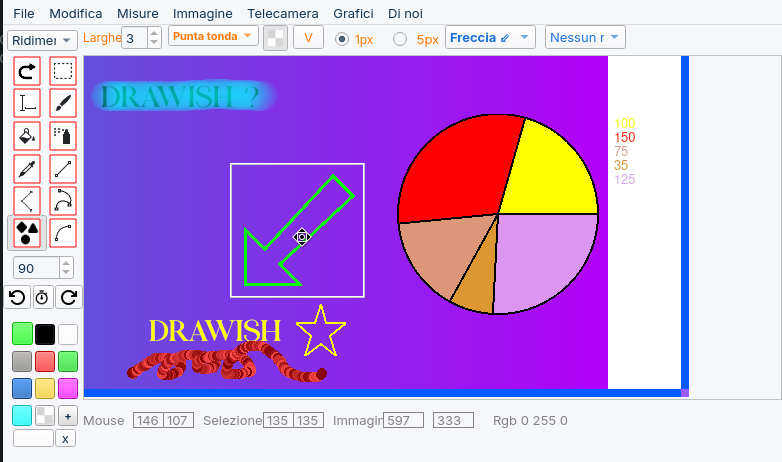 File Modifica Misure Immagine Telecamera Grafici Di noi
Ridimer Larghe 3 Punta tonda V 1px 5px Freccia ⇙ Nessun r
DRAWISH ?
100
150
75
35
125
90
DRAWISH
+
x
Mouse 146 107 Selezione 135 135 Immagin 597 333 Rgb 0 255 0